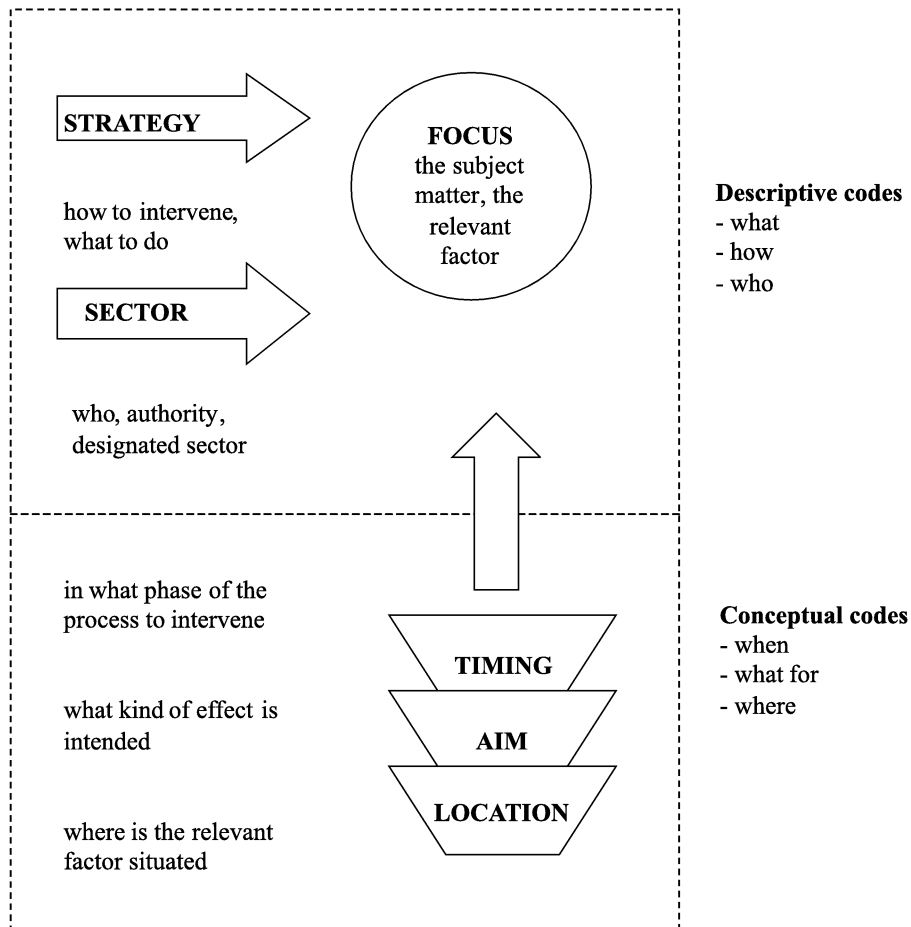 STRATEGY
how to intervene,
what to do
SECTOR
who, authority,
designated sector
FOCUS
the subject
matter, the
relevant
factor
Descriptive codes
- what
- how
- who
in what phase of the
process to intervene
what kind of effect is
intended
where is the relevant
factor situated
TIMING
AIM
LOCATION
Conceptual codes
- when
- what for
- where